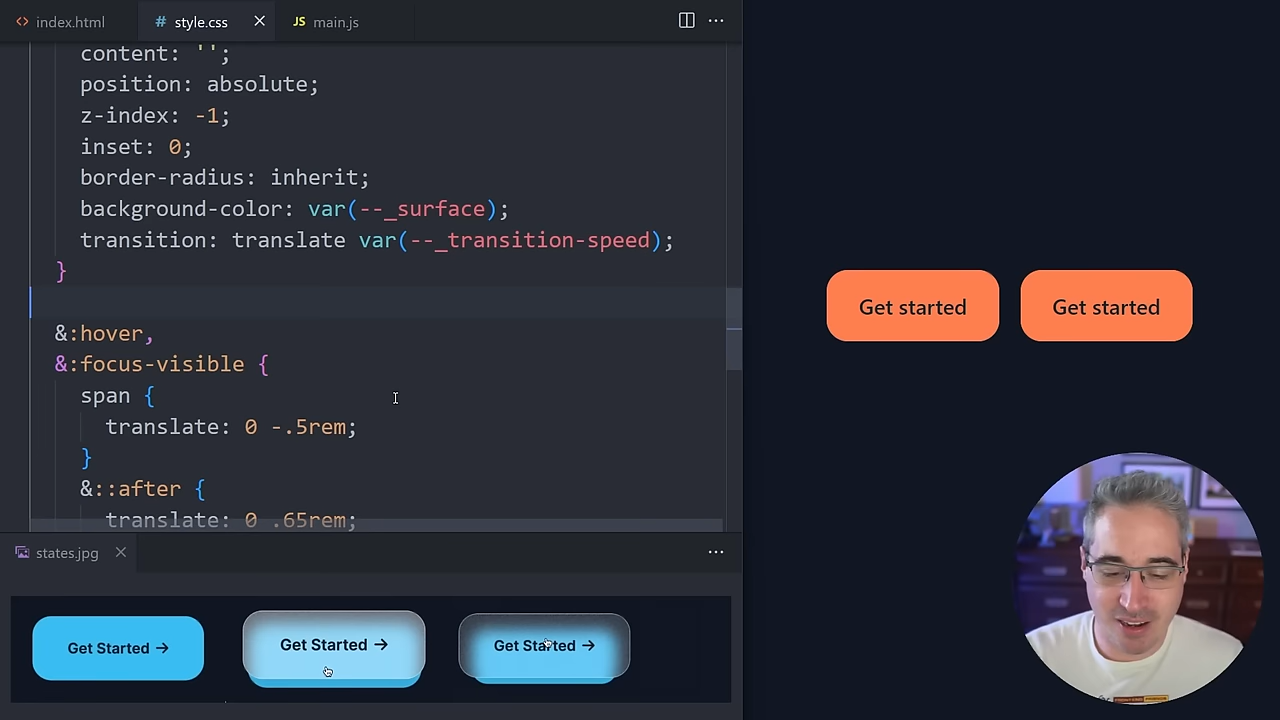 index.html
style.css
main.js
content: '';
position: absolute;
z-index: -1;
inset: 0;
border-radius: inherit;
background-color: var(--_surface);
transition: translate var(--_transition-speed);
}
&:hover,
&:focus-visible {
span {
translate: 0 -.5rem;
}
&::after {
translate: 0 .65rem;
states.jpg
Get Started →
Get Started →
Get Started →
Get started
Get started